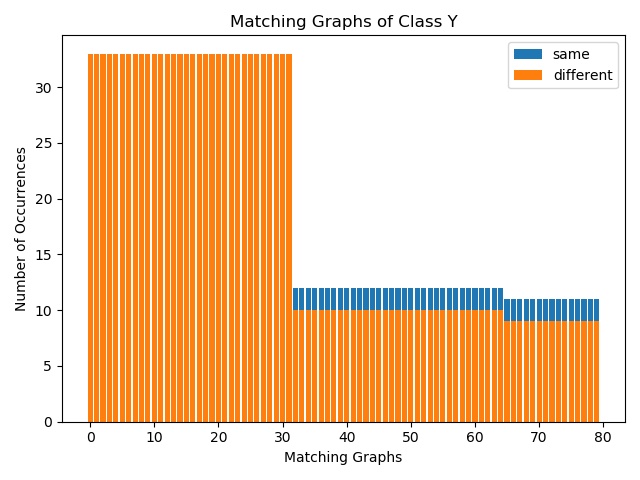 Matching Graphs of Class Y
same
different
Number of Occurrences
30
25
20
15
10
5
0
0 10 20 30 40 50 60 70 80
Matching Graphs